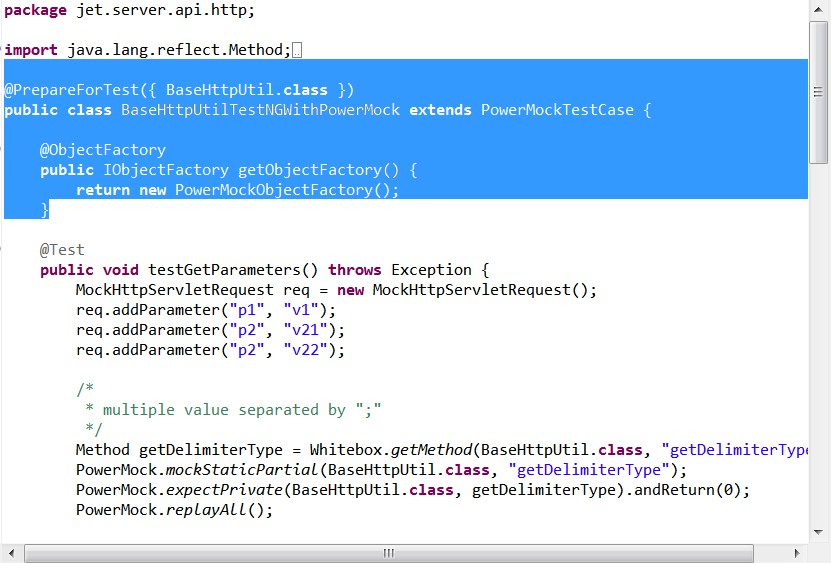 package jet.server.api.http;
import java.lang.reflect.Method;
@PrepareForTest({ BaseHttpUtil.class })
public class BaseHttpUtilTestNGWithPowerMock extends PowerMockTestCase {
@ObjectFactory
public IObjectFactory getObjectFactory() {
return new PowerMockObjectFactory();
}
@Test
public void testGetParameters() throws Exception {
MockHttpServletRequest req = new MockHttpServletRequest();
req.addParameter("p1", "v1");
req.addParameter("p2", "v21");
req.addParameter("p2", "v22");
/*
* multiple value separated by ";"
*/
Method getDelimiterType = Whitebox.getMethod(BaseHttpUtil.class, "getDelimiterType
PowerMock.mockStaticPartial(BaseHttpUtil.class, "getDelimiterType");
PowerMock.expectPrivate(BaseHttpUtil.class, getDelimiterType).andReturn(0);
PowerMock.replayAll();